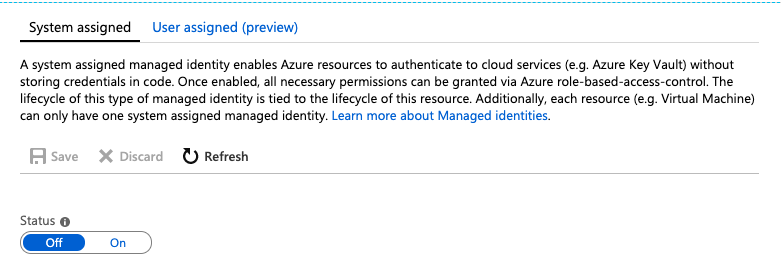 System assigned User assigned (preview)
A system assigned managed identity enables Azure resources to authenticate to cloud services (e.g. Azure Key Vault) without
storing credentials in code. Once enabled, all necessary permissions can be granted via Azure role-based-access-control. The
lifecycle of this type of managed identity is tied to the lifecycle of this resource. Additionally, each resource (e.g. Virtual Machine)
can only have one system assigned managed identity. Learn more about Managed identities.
Save Discard Refresh
Status
Off On